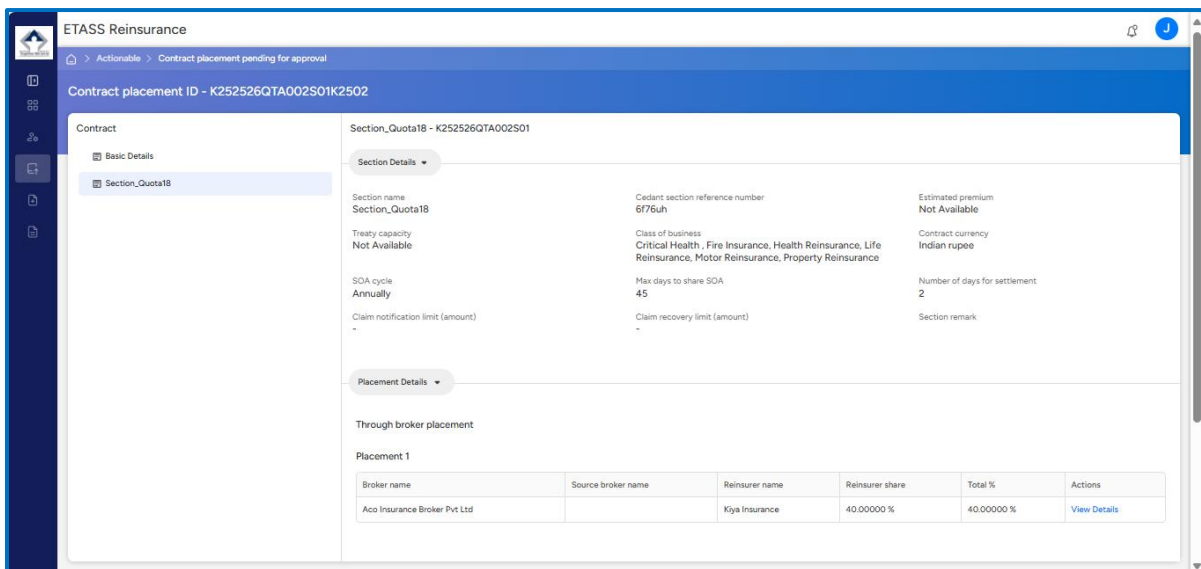 ETASS Reinsurance
J
> Actionable > Contract placement pending for approval
Contract placement ID - K252526QTA002S01K2502
Contract
Basic Details
Section_Quota18
Section_Quota18 - K252526QTA002S01
Section Details
Section name
Section_Quota18
Cedant section reference number
6f76uh
Estimated premium
Not Available
Treaty capacity
Not Available
Class of business
Critical Health , Fire Insurance, Health Reinsurance, Life
Reinsurance, Motor Reinsurance, Property Reinsurance
Contract currency
Indian rupee
SOA cycle
Annually
Max days to share SOA
45
Number of days for settlement
2
Claim notification limit (amount)
-
Claim recovery limit (amount)
-
Section remark
Placement Details
Through broker placement
Placement 1
Broker name Source broker name Reinsurer name Reinsurer share Total % Actions
Aco Insurance Broker Pvt Ltd Kiya Insurance 40.00000 % 40.00000 % View Details